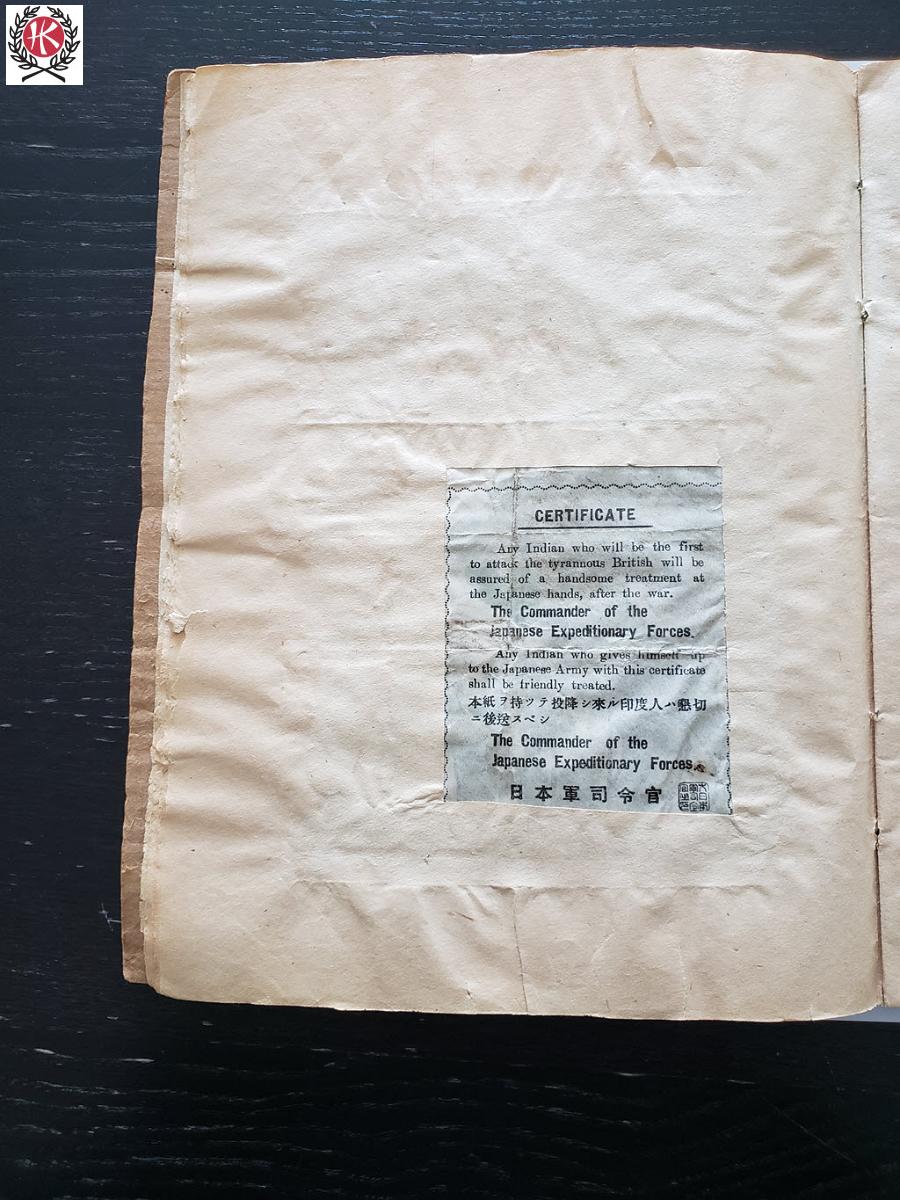 HK
CERTIFICATE
Any Indian who will be the first
to attack the tyrannous British will be
assured of a handsome treatment at
the Japanese hands, after the war.
The Commander of the
Japanese Expeditionary Forces.
Any Indian who gives himself up
to the Japanese Army with this certificate
shall be friendly treated.
本紙ヲ持ツテ投降シ來ル印度人ハ懇切
ニ後送スベシ
The Commander of the
Japanese Expeditionary Forces.
日本軍司令官